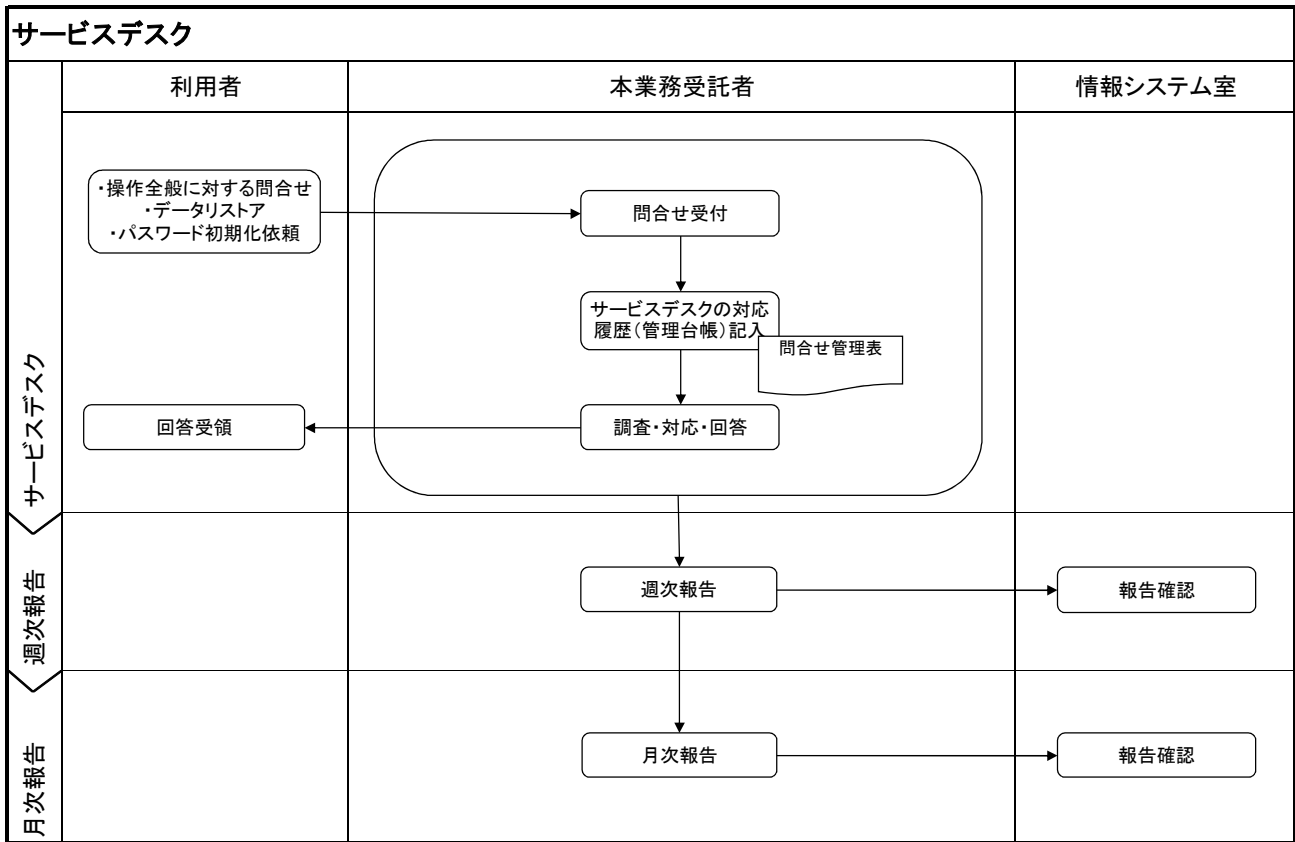 サービスデスク
利用者
本業務受託者
情報システム室
サービスデスク
・操作全般に対する問合せ
・データリストア
・パスワード初期化依頼
問合せ受付
サービスデスクの対応
履歴(管理台帳)記入
問合せ管理表
回答受領
調査・対応・回答
週次報告
週次報告
報告確認
月次報告
月次報告
報告確認